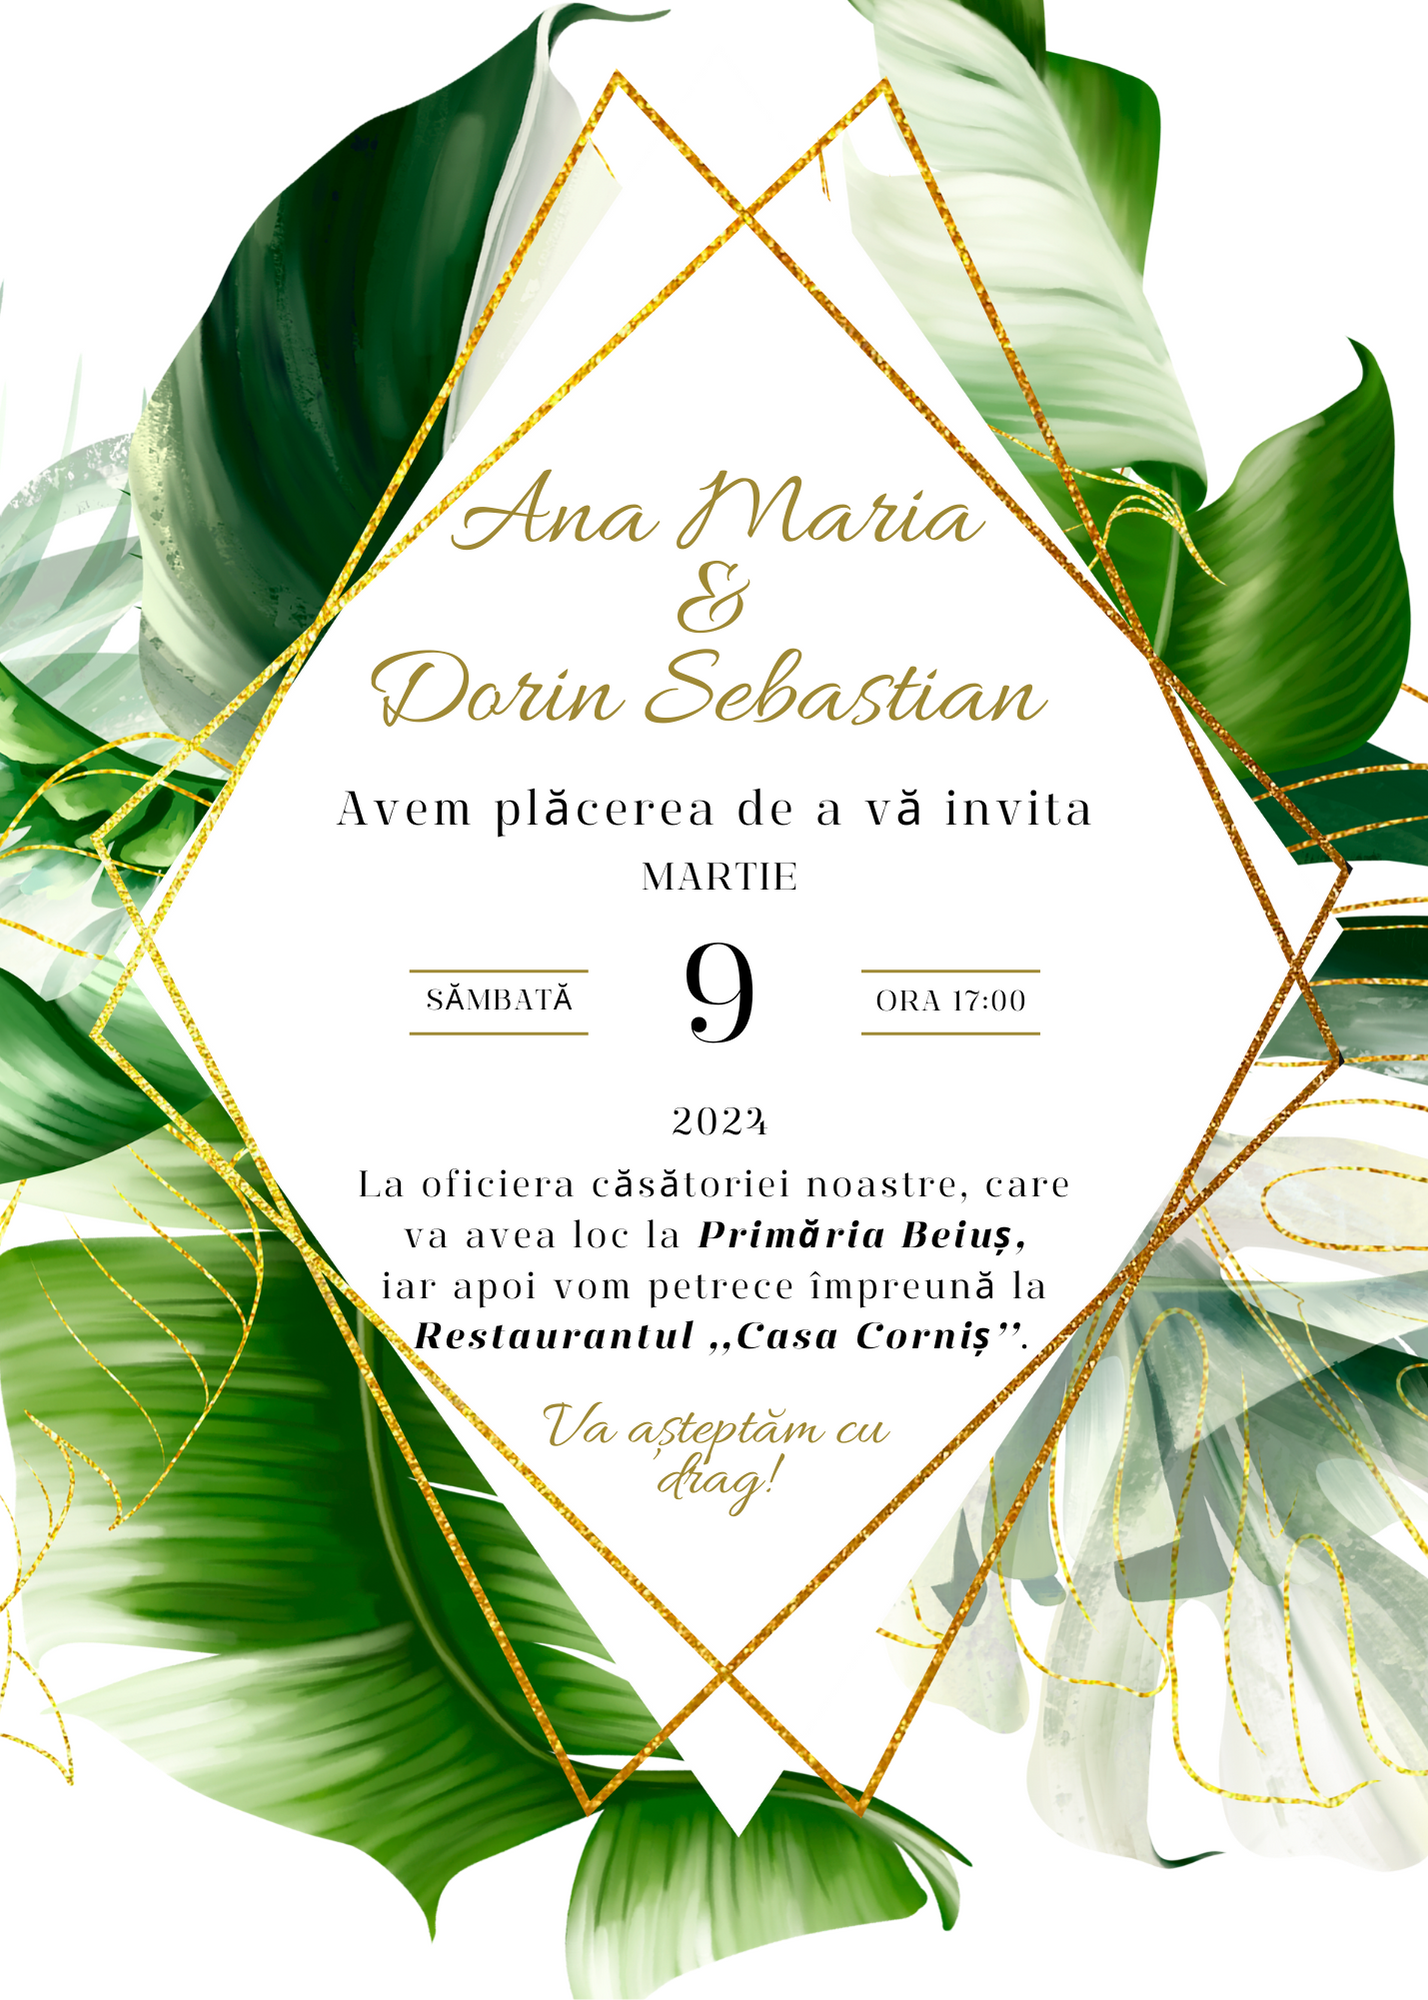 Ana Maria
&
Dorin Sebastian
Avem plăcerea de a vă invita
MARTIE
SĂMBATĂ 9 ORA 17:00
2024
La oficiera căsătoriei noastre, care
va avea loc la Primăria Beiuș,
iar apoi vom petrece împreună la
Restaurantul ,,Casa Corniș’’.
Va așteptăm cu
drag!